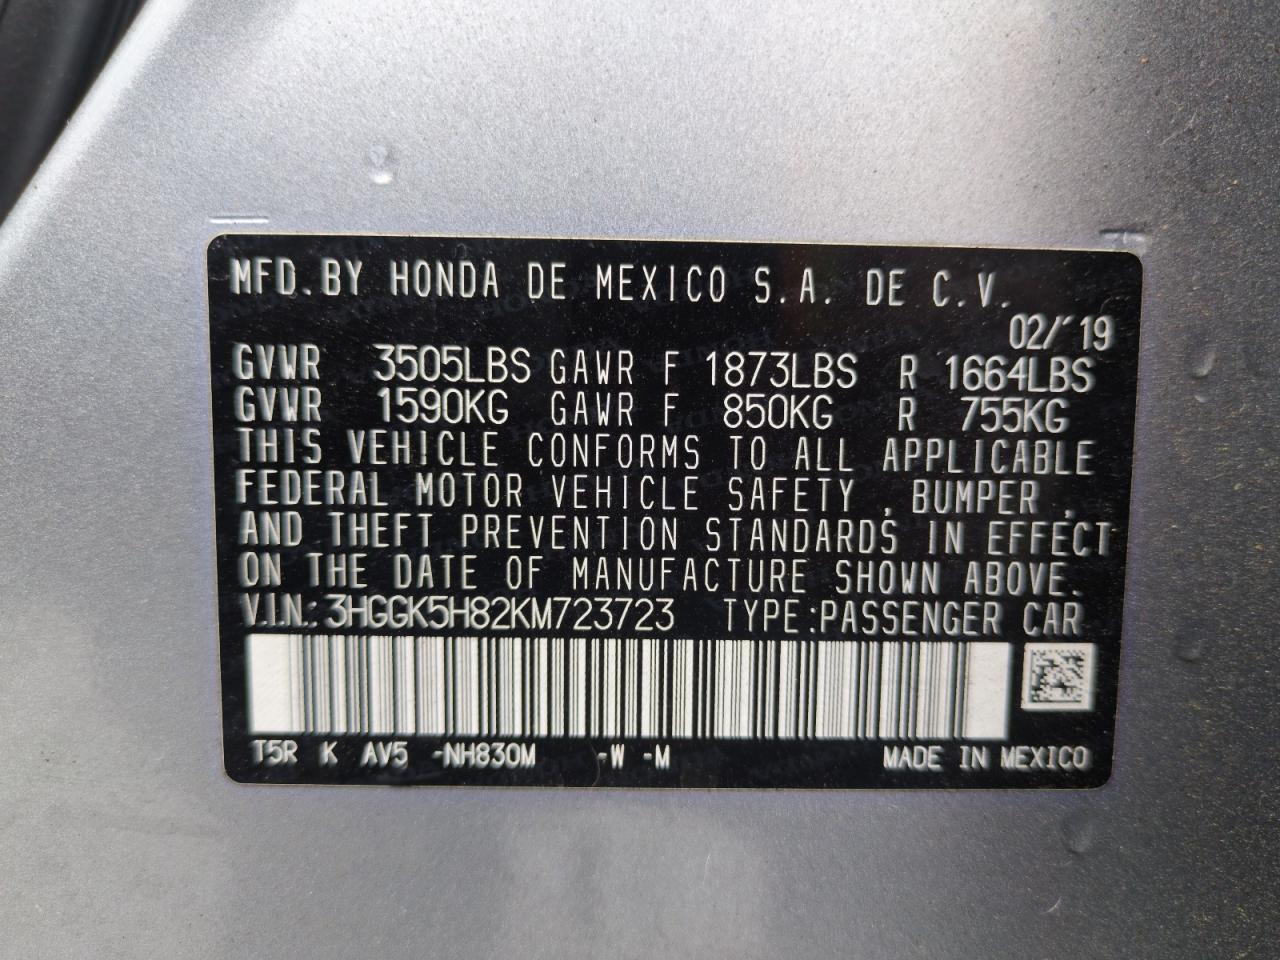 MFD. BY HONDA DE MEXICO S.A. DE C.V.
02/'19
GVWR 3505LBS GAWR F 1873LBS R 1664LBS
GVWR 1590KG GAWR F 850KG R 755KG
THIS VEHICLE CONFORMS TO ALL APPLICABLE
FEDERAL MOTOR VEHICLE SAFETY, BUMPER,
AND THEFT PREVENTION STANDARDS IN EFFECT
ON THE DATE OF MANUFACTURE SHOWN ABOVE.
V.I.N.: 3HGGK5H82KM723723 TYPE:PASSENGER CAR
T5R K AV5 -NH830M -W -M MADE IN MEXICO